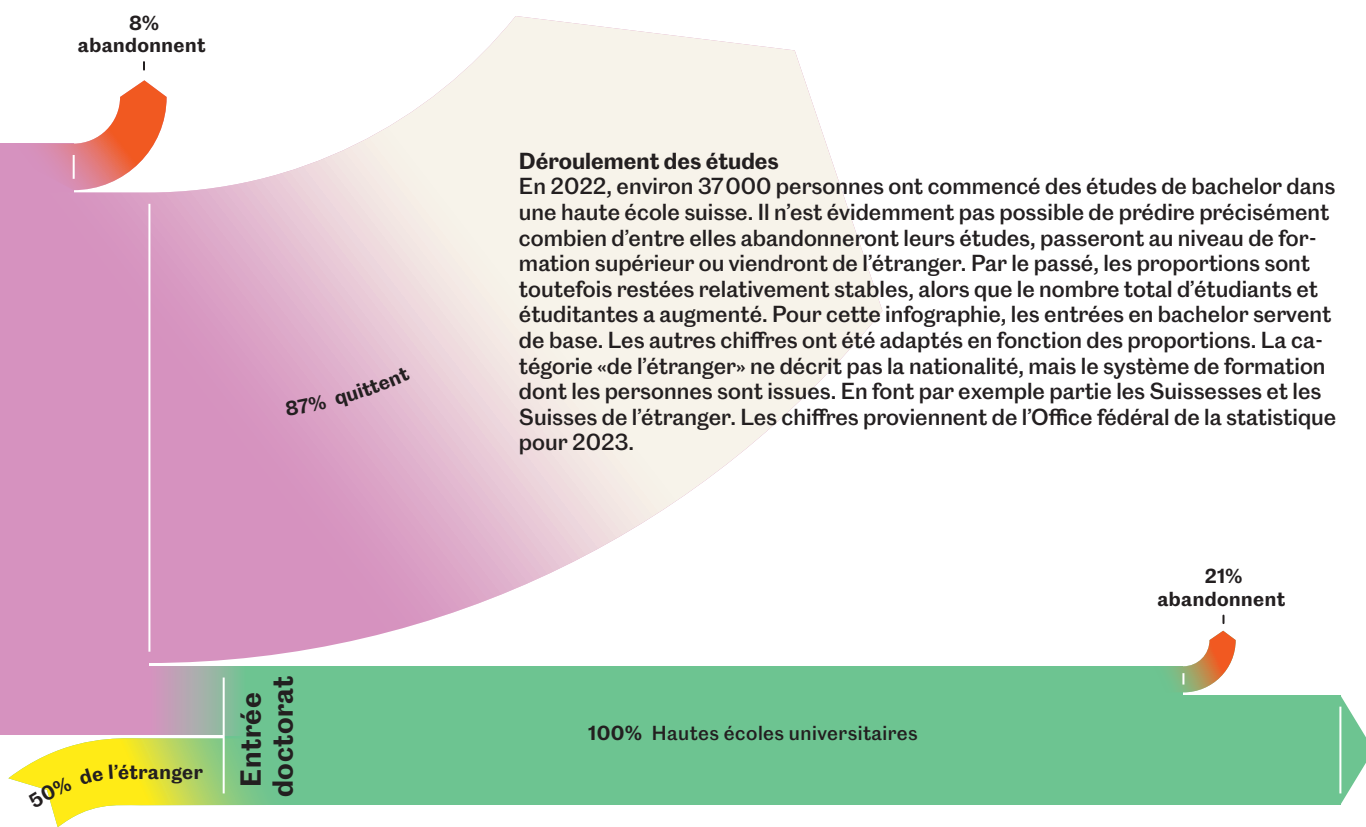 8%
abandonnent
Déroulement des études
En 2022, environ 37 000 personnes ont commencé des études de bachelor dans
une haute école suisse. Il n’est évidemment pas possible de prédire précisément
combien d’entre elles abandonneront leurs études, passeront au niveau de for-
mation supérieur ou viendront de l’étranger. Par le passé, les proportions sont
toutefois restées relativement stables, alors que le nombre total d’étudiants et
étuditantes a augmenté. Pour cette infographie, les entrées en bachelor servent
de base. Les autres chiffres ont été adaptés en fonction des proportions. La ca-
tégorie «de l’étranger» ne décrit pas la nationalité, mais le système de formation
dont les personnes sont issues. En font par exemple partie les Suissesses et les
Suisses de l’étranger. Les chiffres proviennent de l’Office fédéral de la statistique
pour 2023.
87% quittent
21%
abandonnent
Entrée
doctorat
100% Hautes écoles universitaires
50% de l’étranger